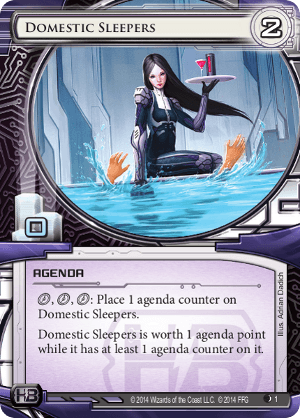 Domestic Sleepers
2
0
AGENDA
, , : Place 1 agenda counter on
Domestic Sleepers.
Domestic Sleepers is worth 1 agenda point
while it has at least 1 agenda counter on it.
Illus. Adrian Dadich
HB
HB
© 2014 Wizards of the Coast LLC. © 2014 FFG
1